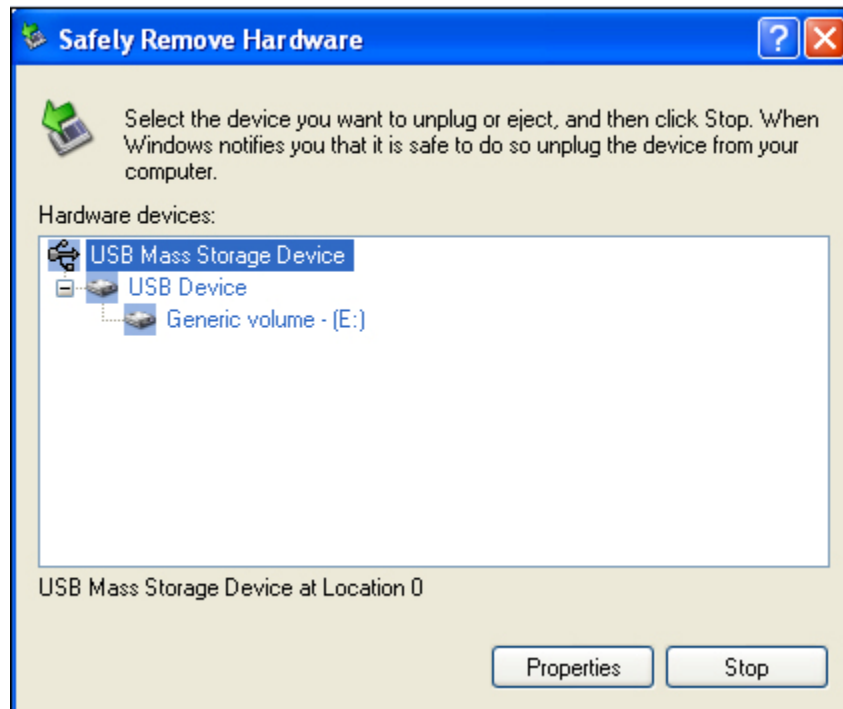 Safely Remove Hardware
Select the device you want to unplug or eject, and then click Stop. When
Windows notifies you that it is safe to do so unplug the device from your
computer.
Hardware devices:
USB Mass Storage Device
USB Device
Generic volume - (E:)
USB Mass Storage Device at Location 0
Properties Stop